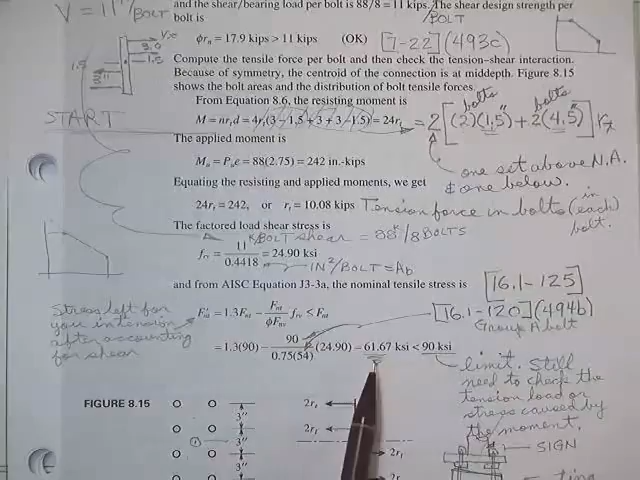 V = 11ᵏ/BOLT
and the shear/bearing load per bolt is 88/8 = 11 kips. The shear design strength per
bolt is
/BOLT
ϕrₙ = 17.9 kips > 11 kips (OK) [7-22] (493c)
Compute the tensile force per bolt and then check the tension–shear interaction.
Because of symmetry, the centroid of the connection is at middepth. Figure 8.15
shows the bolt areas and the distribution of bolt tensile forces.
3.0
1.5
1.5
3"
From Equation 8.6, the resisting moment is
bolts bolts
START
M = nrₜd = 4rₜ(3 − 1.5 + 3 + 3 − 1.5) = 24rₜ = 2[(2)(1.5") + 2(4.5")] rₜ
The applied moment is
Mᵤ = Pᵤe = 88(2.75) = 242 in.-kips
one set above N.A.
& one below.
Equating the resisting and applied moments, we get
24rₜ = 242, or rₜ = 10.08 kips Tension force in bolts (in each) bolt.
The factored load shear stress is
ᵏ/BOLT shear = 88ᵏ/8 BOLTS
fᵣᵥ = 11/0.4418 = 24.90 ksi
IN²/BOLT = Ab
and from AISC Equation J3-3a, the nominal tensile stress is [16.1-125]
F′ₙₜ = 1.3Fₙₜ − Fₙₜ/ϕFₙᵥ fᵣᵥ < Fₙₜ
[16.1-120] (494b)
Group A bolt
Stress left for
you in tension
after accounting
for shear
= 1.3(90) − 90/0.75(54) (24.90) = 61.67 ksi < 90 ksi
limit. Still
need to check the
tension load or
stress caused by
the moment.
FIGURE 8.15
3"
3"
3"
2rₜ
2rₜ
2rₜ
SIGN